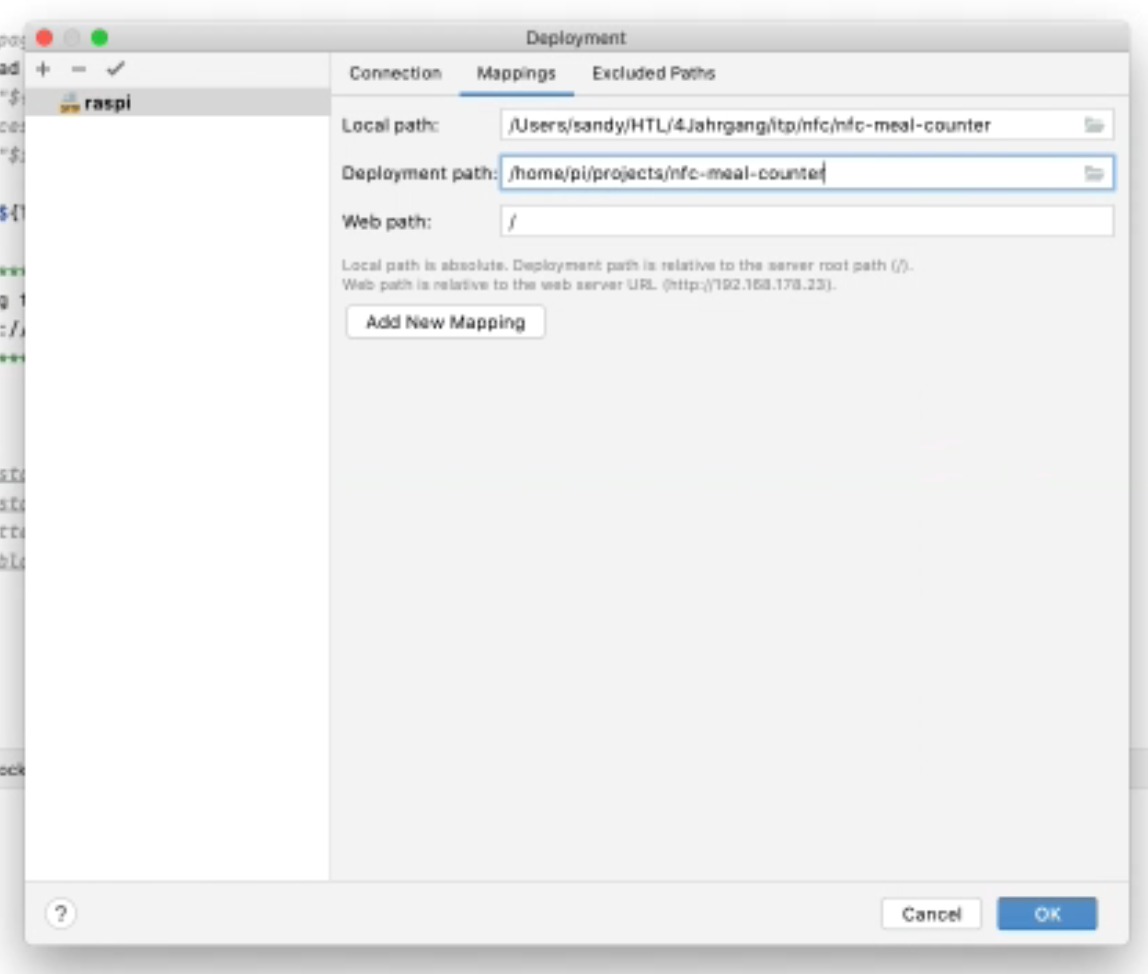 Deployment
raspi
Connection Mappings Excluded Paths
Local path: /Users/sandy/HTL/4Jahrgang/itp/nfc/nfc-meal-counter
Deployment path: /home/pi/projects/nfc-meal-counter
Web path: /
Local path is absolute. Deployment path is relative to the server root path (/).
Web path is relative to the web server URL (http://192.168.178.23).
Add New Mapping
? Cancel OK